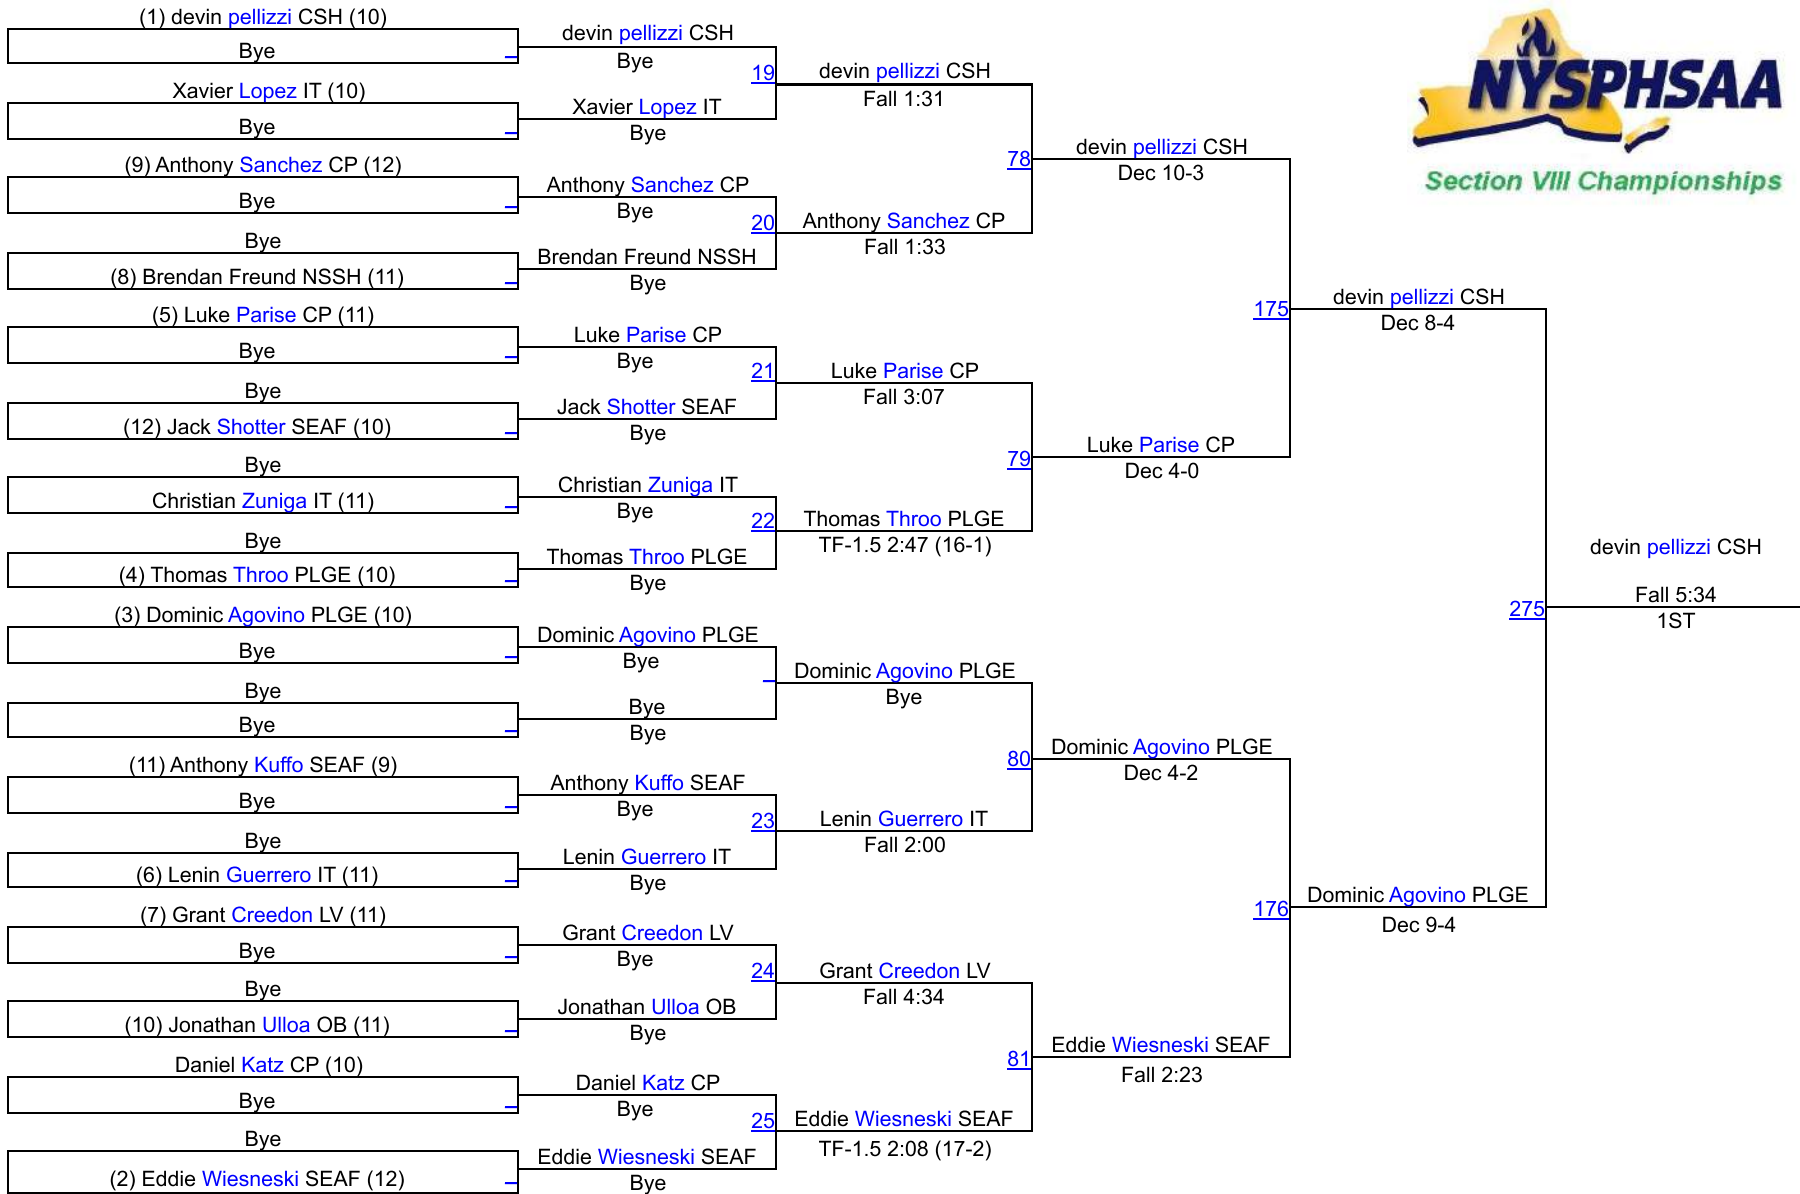 (1) devin pellizzi CSH (10)
Bye
Xavier Lopez IT (10)
Bye
(9) Anthony Sanchez CP (12)
Bye
Bye
(8) Brendan Freund NSSH (11)
(5) Luke Parise CP (11)
Bye
Bye
(12) Jack Shotter SEAF (10)
Bye
Christian Zuniga IT (11)
Bye
(4) Thomas Throo PLGE (10)
(3) Dominic Agovino PLGE (10)
Bye
Bye
Bye
(11) Anthony Kuffo SEAF (9)
Bye
Bye
(6) Lenin Guerrero IT (11)
(7) Grant Creedon LV (11)
Bye
Bye
(10) Jonathan Ulloa OB (11)
Daniel Katz CP (10)
Bye
Bye
(2) Eddie Wiesneski SEAF (12)
devin pellizzi CSH
Bye
19
Xavier Lopez IT
Bye
Anthony Sanchez CP
Bye
20
Brendan Freund NSSH
Bye
Luke Parise CP
Bye
21
Jack Shotter SEAF
Bye
Christian Zuniga IT
Bye
22
Thomas Throo PLGE
Bye
Dominic Agovino PLGE
Bye
Bye
Bye
Anthony Kuffo SEAF
Bye
23
Lenin Guerrero IT
Bye
Grant Creedon LV
Bye
24
Jonathan Ulloa OB
Bye
Daniel Katz CP
Bye
25
Eddie Wiesneski SEAF
Bye
devin pellizzi CSH
Fall 1:31
78
Anthony Sanchez CP
Fall 1:33
Luke Parise CP
Fall 3:07
79
Thomas Throo PLGE
TF-1.5 2:47 (16-1)
Dominic Agovino PLGE
Bye
80
Lenin Guerrero IT
Fall 2:00
Grant Creedon LV
Fall 4:34
81
Eddie Wiesneski SEAF
TF-1.5 2:08 (17-2)
devin pellizzi CSH
Dec 10-3
175
Luke Parise CP
Dec 4-0
Dominic Agovino PLGE
Dec 4-2
176
Eddie Wiesneski SEAF
Fall 2:23
devin pellizzi CSH
Dec 8-4
275
Dominic Agovino PLGE
Dec 9-4
devin pellizzi CSH
Fall 5:34
1ST
NYSPHSAA
Section VIII Championships